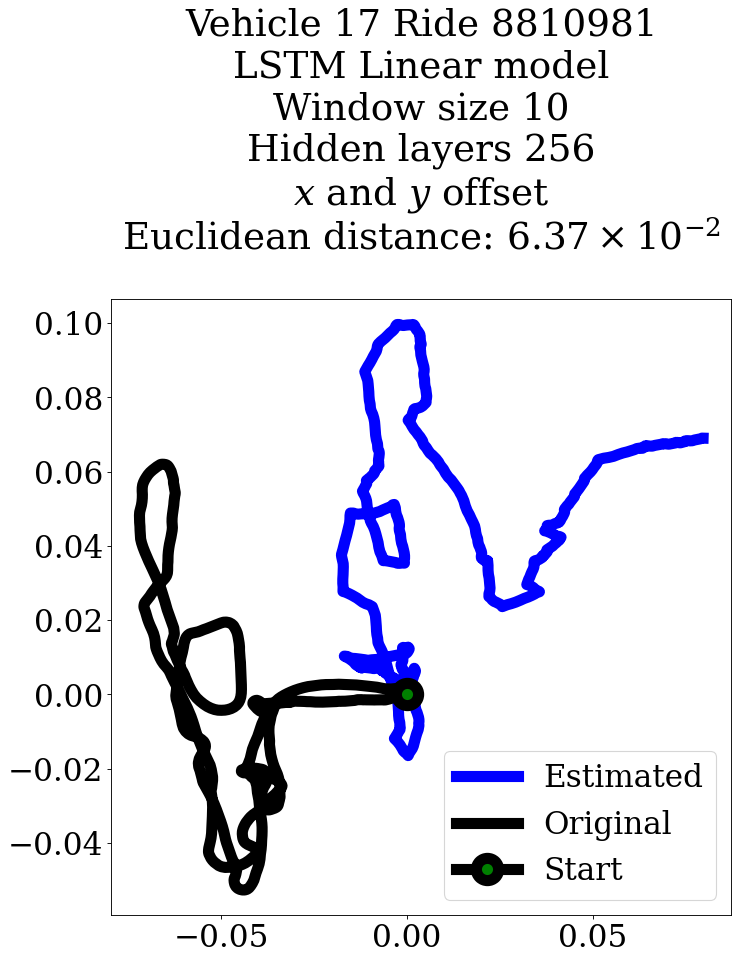 Vehicle 17 Ride 8810981
LSTM Linear model
Window size 10
Hidden layers 256
x and y offset
Euclidean distance: 6.37 × 10⁻²
0.10
0.08
0.06
0.04
0.02
0.00
−0.02
−0.04
−0.05 0.00 0.05
Estimated
Original
Start